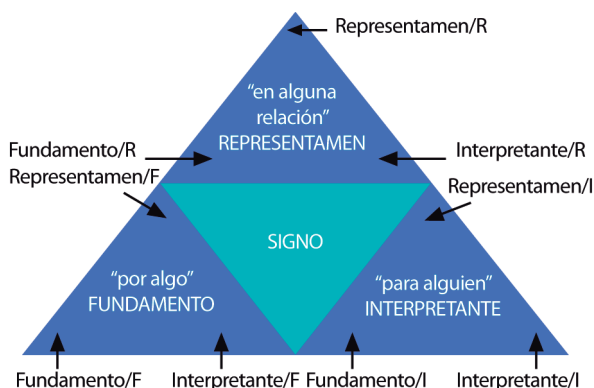 Representamen/R
“en alguna
relación”
REPRESENTAMEN
Fundamento/R
Interpretante/R
Representamen/F
Representamen/I
SIGNO
“por algo”
FUNDAMENTO
“para alguien”
INTERPRETANTE
Fundamento/F
Interpretante/F
Fundamento/I
Interpretante/I